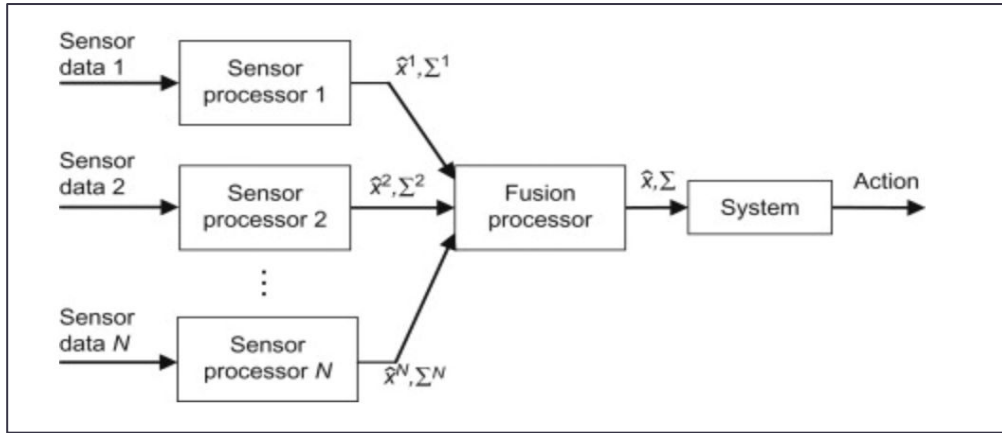 Sensor
data 1
Sensor
processor 1
x̂¹,Σ¹
Sensor
data 2
Sensor
processor 2
x̂²,Σ²
Fusion
processor
x̂,Σ
System
Action
⋮
Sensor
data N
Sensor
processor N
x̂ᴺ,Σᴺ